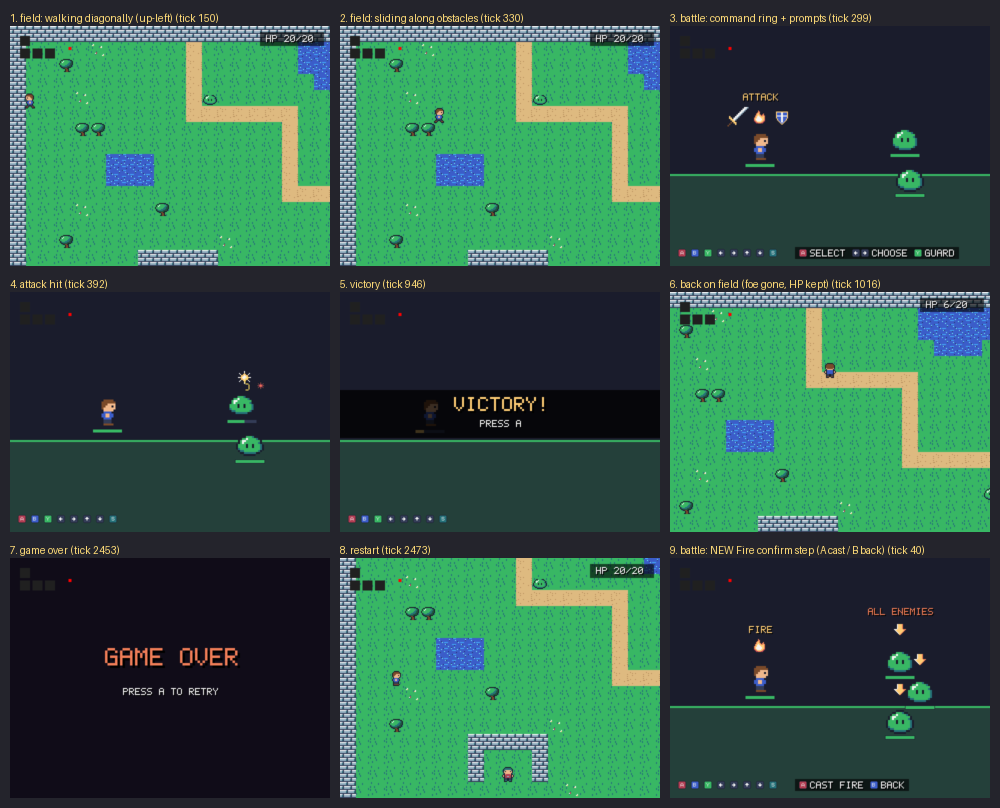 1. field: walking diagonally (up-left) (tick 150)
HP 20/20
2. field: sliding along obstacles (tick 330)
HP 20/20
3. battle: command ring + prompts (tick 299)
ATTACK
A B Y S A SELECT CHOOSE Y GUARD
4. attack hit (tick 392)
A B Y S
5. victory (tick 946)
VICTORY!
PRESS A
A B Y S
6. back on field (foe gone, HP kept) (tick 1016)
HP 6/20
7. game over (tick 2453)
GAME OVER
PRESS A TO RETRY
8. restart (tick 2473)
HP 20/20
9. battle: NEW Fire confirm step (A cast / B back) (tick 40)
ALL ENEMIES
FIRE
A B Y S A CAST FIRE B BACK